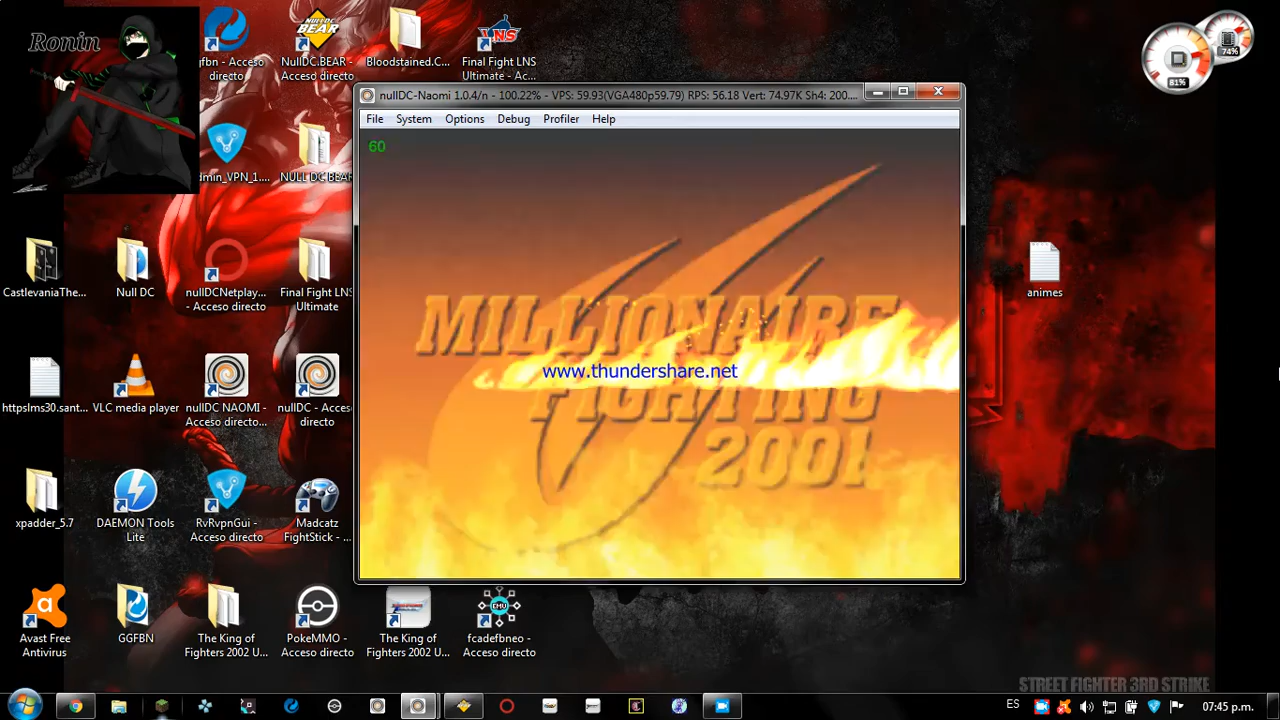 Ronin
gfbn - Acceso
directo
NULLDC
BEAR
NullDC.BEAR -
Acceso directo
Bloodstained.C...
LNS
Final Fight LNS
Ultimate - Ac...
81%
74%
nullDC-Naomi 1.0.4/n - 100.22% - VPS: 59.93(VGA480p59.79) RPS: 56.18 Vert: 74.97K Sh4: 200....
File System Options Debug Profiler Help
60
MILLIONAIRE
FIGHTING
2001
www.thundershare.net
dmin_VPN_1....
NULL DC BEAR
CastlevaniaThe...
Null DC
nullDCNetplay...
- Acceso directo
Final Fight LNS
Ultimate
animes
httpslms30.sant...
VLC media player
nullDC NAOMI -
Acceso directo...
nullDC - Acceso
directo
xpadder_5.7
DAEMON Tools
Lite
RvRvpnGui -
Acceso directo
Madcatz
FightStick - ...
Avast Free
Antivirus
GGFBN
The King of
Fighters 2002 U...
PokeMMO -
Acceso directo
The King of
Fighters 2002 U...
EMU
fcadefbneo -
Acceso directo
STREET FIGHTER 3RD STRIKE
ES
07:45 p.m.